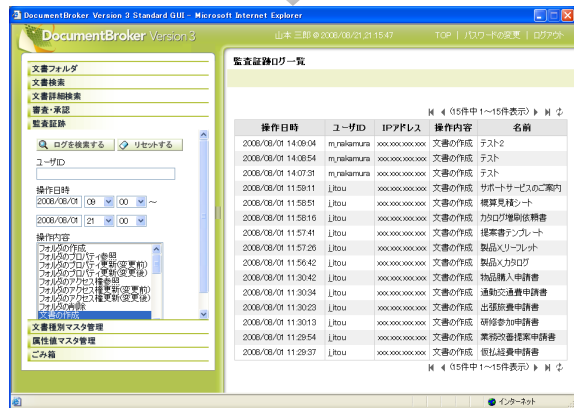 DocumentBroker Version 3 Standard GUI - Microsoft Internet Explorer
DocumentBroker Version 3
山本 三郎@2008/08/21,21:15:47 TOP | パスワードの変更 | ログアウト
文書フォルダ
文書検索
文書詳細検索
審査・承認
監査証跡
ログを検索する リセットする
ユーザID
操作日時
2008/08/01 09 00 ～
2008/08/01 21 00
操作内容
フォルダの作成
フォルダのプロパティ参照
フォルダのプロパティ更新(変更前)
フォルダのプロパティ更新(変更後)
フォルダのアクセス権参照
フォルダのアクセス権更新(変更前)
フォルダのアクセス権更新(変更後)
フォルダの削除
文書の作成
文書種別マスタ管理
属性値マスタ管理
ごみ箱
監査証跡ログ一覧
(15件中 1～15件表示)
操作日時 ユーザID IPアドレス 操作内容 名前
2008/08/01 14:09:04 m_nakamura xxx.xxx.xxx.xxx 文書の作成 テスト2
2008/08/01 14:08:54 m_nakamura xxx.xxx.xxx.xxx 文書の作成 テスト
2008/08/01 14:07:31 m_nakamura xxx.xxx.xxx.xxx 文書の作成 テスト
2008/08/01 11:59:11 j_itou xxx.xxx.xxx.xxx 文書の作成 サポートサービスのご案内
2008/08/01 11:58:51 j_itou xxx.xxx.xxx.xxx 文書の作成 概算見積シート
2008/08/01 11:58:16 j_itou xxx.xxx.xxx.xxx 文書の作成 カタログ増刷依頼書
2008/08/01 11:57:41 j_itou xxx.xxx.xxx.xxx 文書の作成 提案書テンプレート
2008/08/01 11:57:26 j_itou xxx.xxx.xxx.xxx 文書の作成 製品Xリーフレット
2008/08/01 11:56:42 j_itou xxx.xxx.xxx.xxx 文書の作成 製品Xカタログ
2008/08/01 11:30:42 j_itou xxx.xxx.xxx.xxx 文書の作成 物品購入申請書
2008/08/01 11:30:34 j_itou xxx.xxx.xxx.xxx 文書の作成 通勤交通費申請書
2008/08/01 11:30:23 j_itou xxx.xxx.xxx.xxx 文書の作成 出張旅費申請書
2008/08/01 11:30:13 j_itou xxx.xxx.xxx.xxx 文書の作成 研修参加申請書
2008/08/01 11:29:54 j_itou xxx.xxx.xxx.xxx 文書の作成 業務改善提案申請書
2008/08/01 11:29:37 j_itou xxx.xxx.xxx.xxx 文書の作成 仮払経費申請書
(15件中 1～15件表示)
インターネット